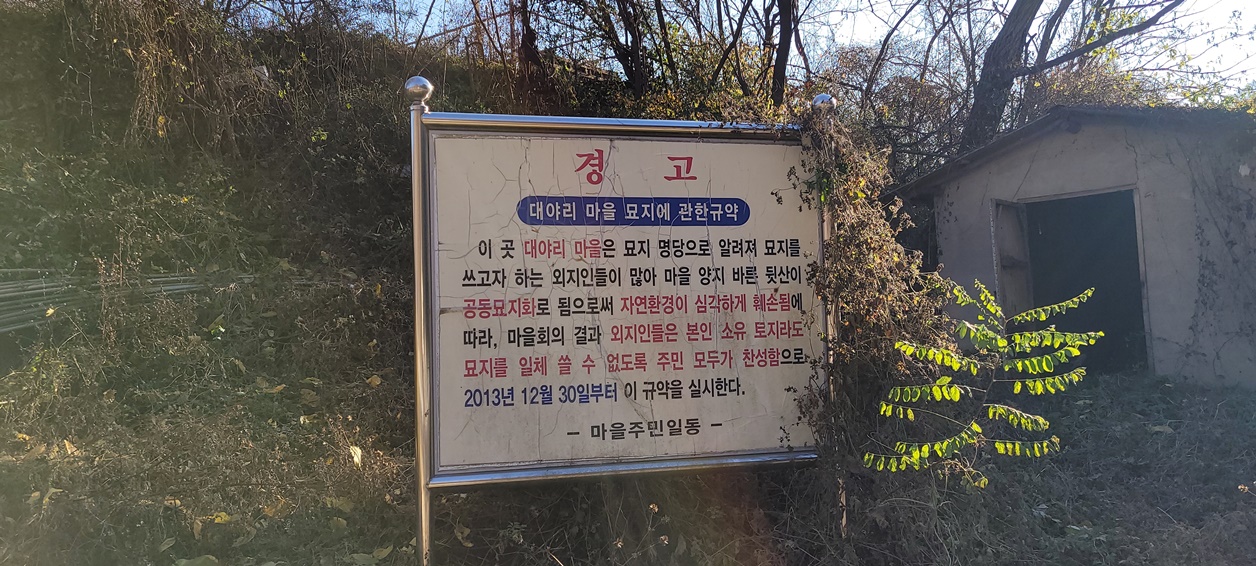 경 고
대야리 마을 묘지에 관한규약
이 곳 대야리 마을은 묘지 명당으로 알려져 묘지를
쓰고자 하는 외지인들이 많아 마을 양지 바른 뒷산이
공동묘지화로 됨으로써 자연환경이 심각하게 훼손됨에
따라, 마을회의 결과 외지인들은 본인 소유 토지라도
묘지를 일체 쓸 수 없도록 주민 모두가 찬성함으로
2013년 12월 30일부터 이 규약을 실시한다.
– 마을주민일동 –